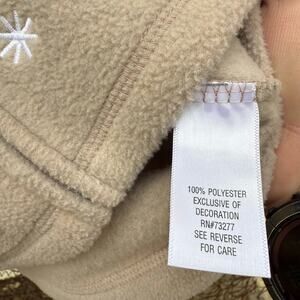 100% POLYESTER
EXCLUSIVE OF
DECORATION
RN#73277
SEE REVERSE
FOR CARE